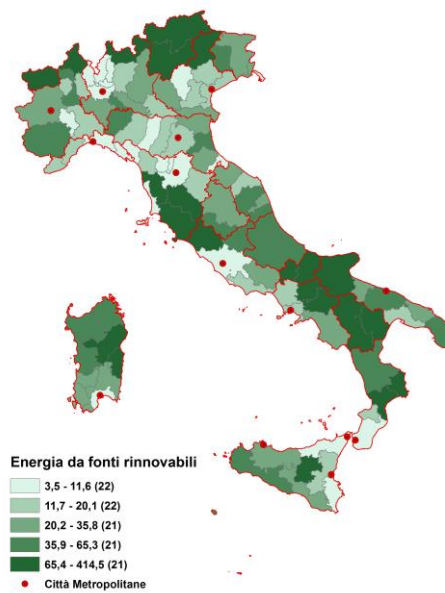 Energia da fonti rinnovabili
3,5 - 11,6 (22)
11,7 - 20,1 (22)
20,2 - 35,8 (21)
35,9 - 65,3 (21)
65,4 - 414,5 (21)
Città Metropolitane